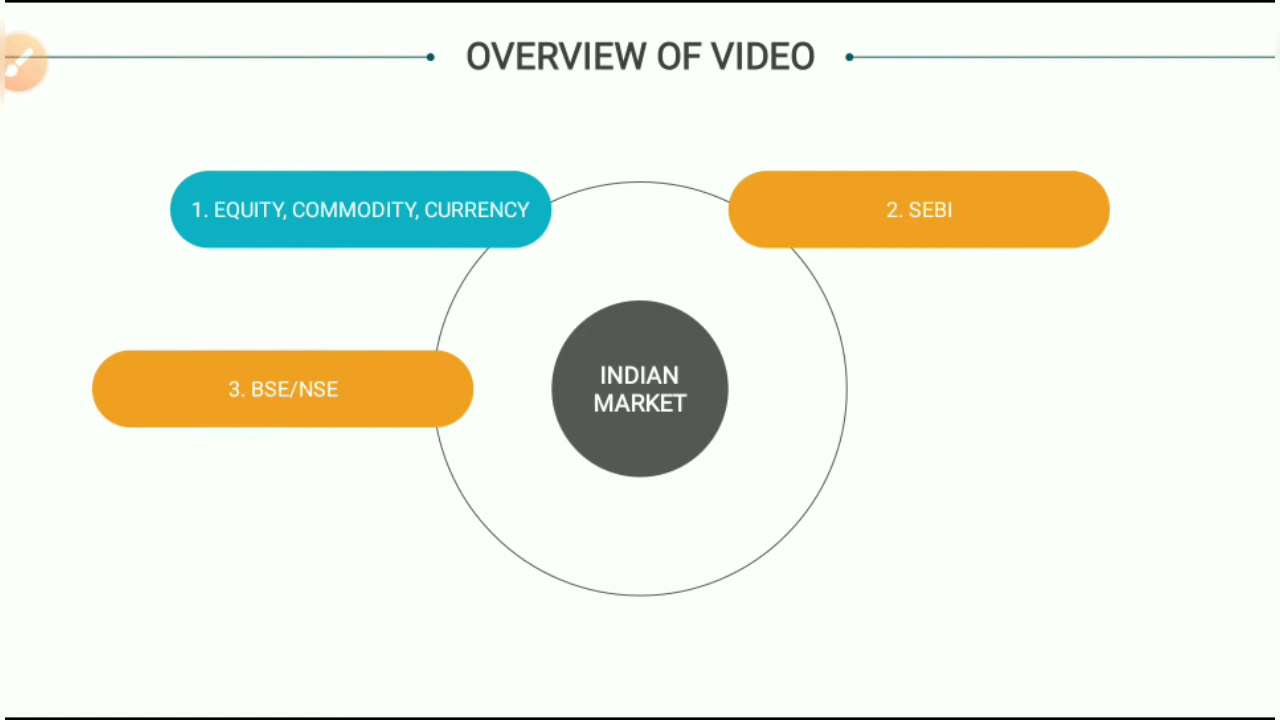 OVERVIEW OF VIDEO
1. EQUITY, COMMODITY, CURRENCY
2. SEBI
3. BSE/NSE
INDIAN
MARKET